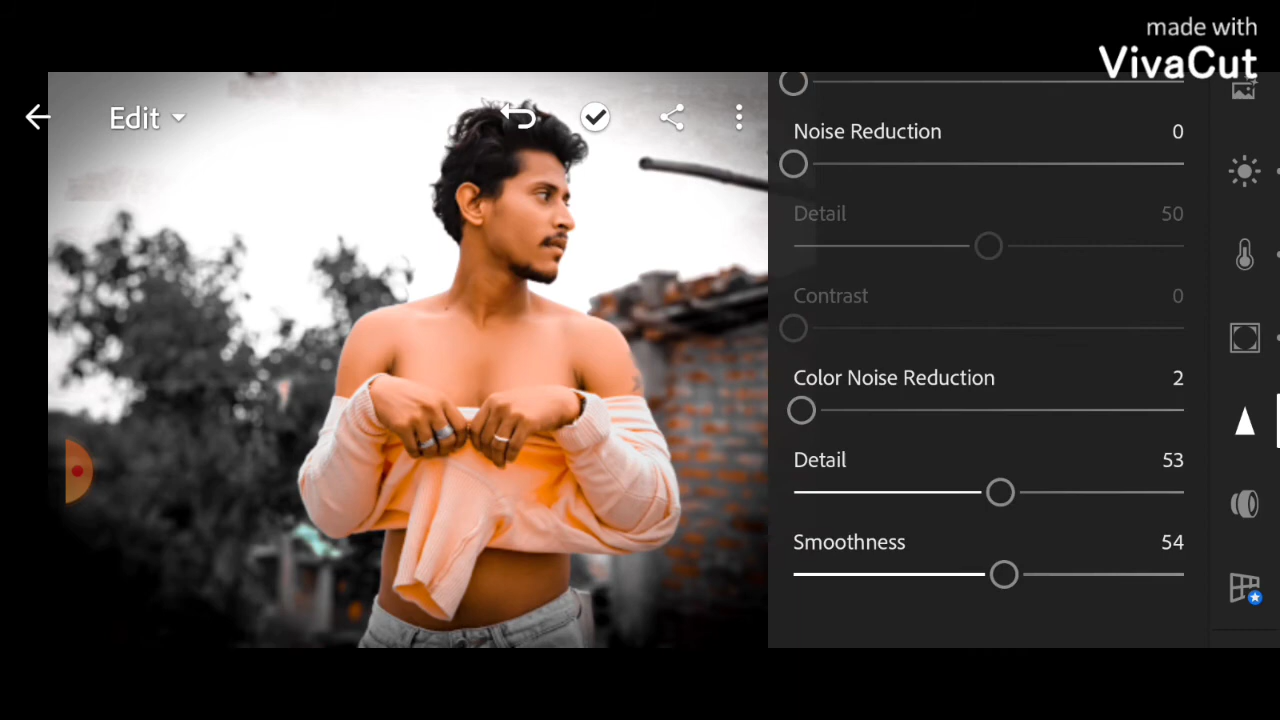 made with
VivaCut
Edit
Noise Reduction 0
Detail 50
Contrast 0
Color Noise Reduction 2
Detail 53
Smoothness 54